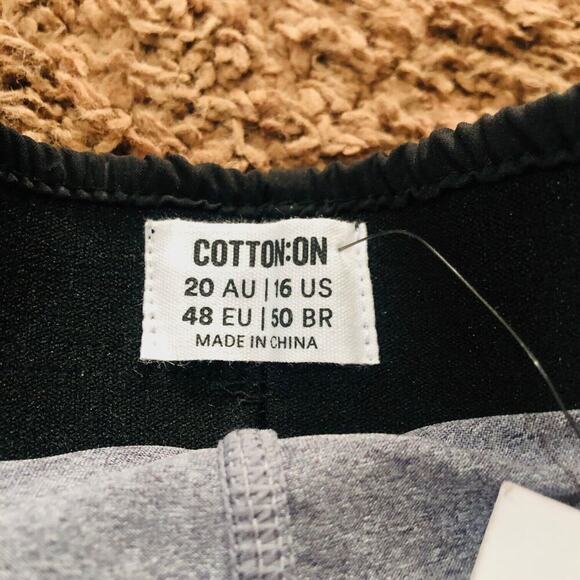 COTTON:ON
20 AU | 16 US
48 EU | 50 BR
MADE IN CHINA